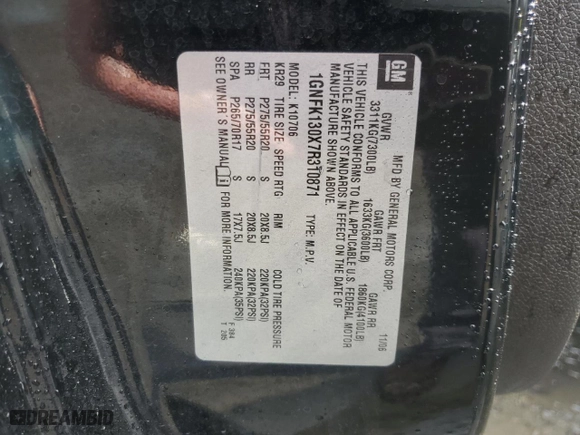 GM
MFD BY GENERAL MOTORS CORP. 11/06
GVWR GAWR FRT GAWR RR
3311KG(7300LB) 1633KG(3600LB) 1860KG(4100LB)
THIS VEHICLE CONFORMS TO ALL APPLICABLE U.S. FEDERAL MOTOR
VEHICLE SAFETY STANDARDS IN EFFECT ON THE DATE OF
MANUFACTURE SHOWN ABOVE.
1GNFK130X7R3T0871 TYPE: M.P.V.
MODEL: K10706
KR29 TIRE SIZE SPEED RTG RIM COLD TIRE PRESSURE
FRT P275/55R20 S 20X8.5J 220KPA(32PSI)
RR P275/55R20 S 20X8.5J 220KPA(32PSI)
SPA P265/70R17 S 17X7.5J 240KPA(35PSI)
SEE OWNER'S MANUAL i FOR MORE INFORMATION.
F 384
T 285
DREAMBID